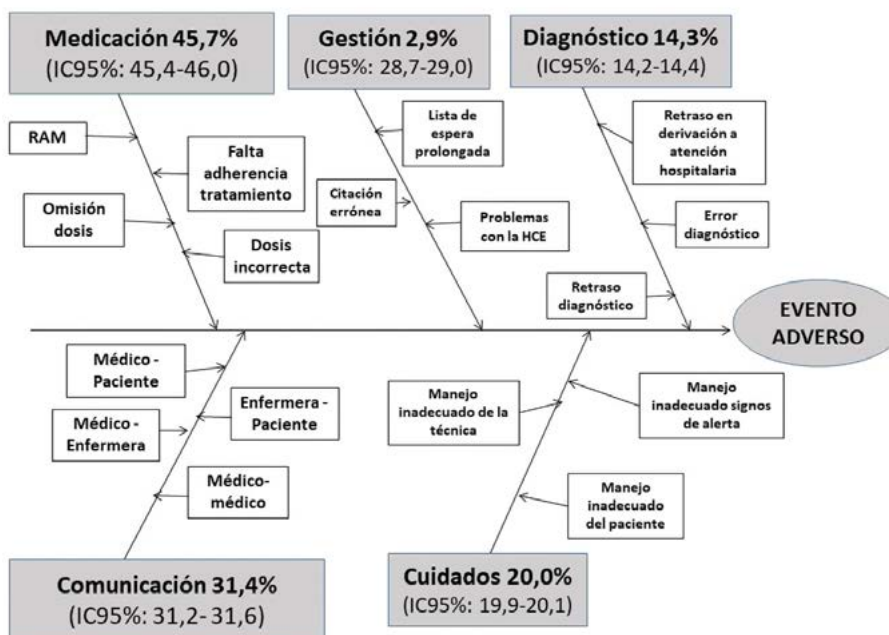 Medicación 45,7%
(IC95%: 45,4-46,0)
Gestión 2,9%
(IC95%: 28,7-29,0)
Diagnóstico 14,3%
(IC95%: 14,2-14,4)
RAM
Falta
adherencia
tratamiento
Omisión
dosis
Dosis
incorrecta
Lista de
espera
prolongada
Citación
errónea
Problemas
con la HCE
Retraso en
derivación a
atención
hospitalaria
Error
diagnóstico
Retraso
diagnóstico
EVENTO
ADVERSO
Médico -
Paciente
Enfermera -
Paciente
Médico -
Enfermera
Médico-
médico
Manejo
inadecuado de la
técnica
Manejo
inadecuado signos
de alerta
Manejo
inadecuado
del paciente
Comunicación 31,4%
(IC95%: 31,2- 31,6)
Cuidados 20,0%
(IC95%: 19,9-20,1)